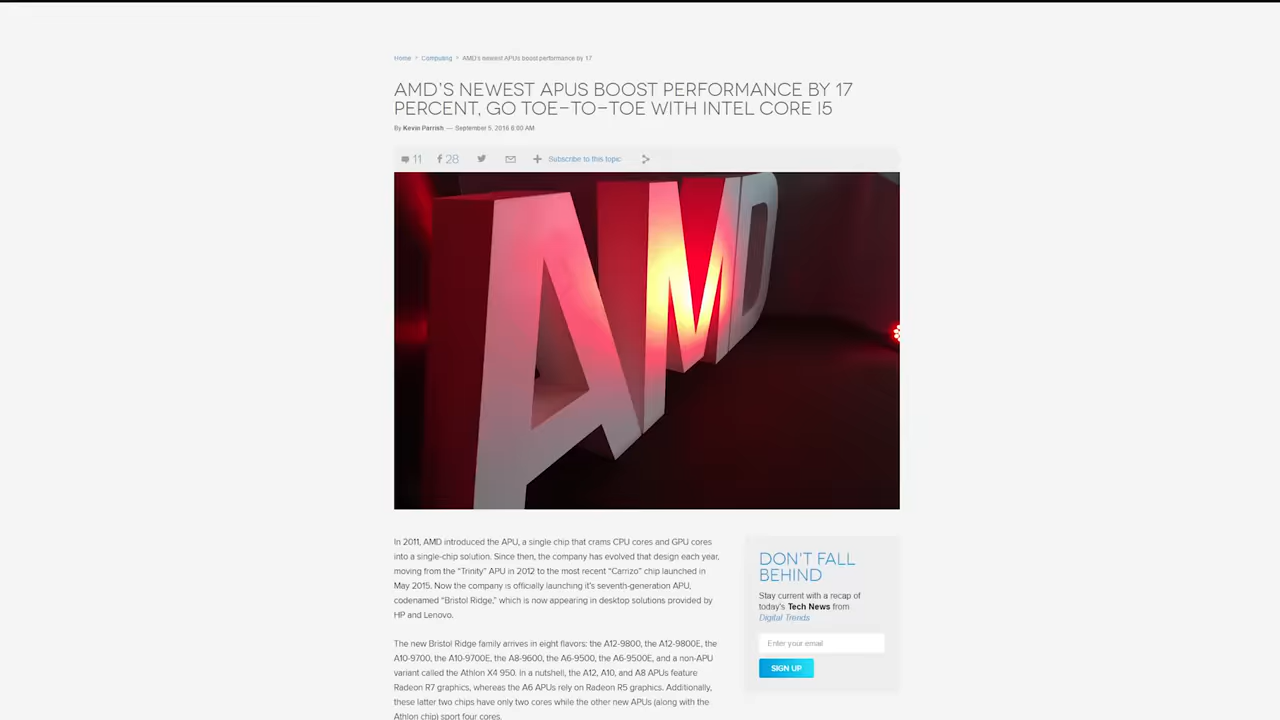 Home › Computing › AMD's newest APUs boost performance by 17
AMD'S NEWEST APUS BOOST PERFORMANCE BY 17
PERCENT, GO TOE-TO-TOE WITH INTEL CORE I5
By Kevin Parrish — September 5, 2016 8:00 AM
11 28 Subscribe to this topic
AMD
In 2011, AMD introduced the APU, a single chip that crams CPU cores and GPU cores
into a single-chip solution. Since then, the company has evolved that design each year,
moving from the “Trinity” APU in 2012 to the most recent “Carrizo” chip launched in
May 2015. Now the company is officially launching it's seventh-generation APU,
codenamed “Bristol Ridge,” which is now appearing in desktop solutions provided by
HP and Lenovo.
The new Bristol Ridge family arrives in eight flavors: the A12-9800, the A12-9800E, the
A10-9700, the A10-9700E, the A8-9600, the A6-9500, the A6-9500E, and a non-APU
variant called the Athlon X4 950. In a nutshell, the A12, A10, and A8 APUs feature
Radeon R7 graphics, whereas the A6 APUs rely on Radeon R5 graphics. Additionally,
these latter two chips have only two cores while the other new APUs (along with the
Athlon chip) sport four cores.
DON'T FALL
BEHIND
Stay current with a recap of
today's Tech News from
Digital Trends
Enter your email
SIGN UP